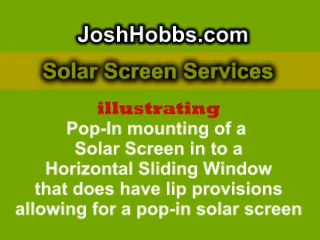 JoshHobbs.com
Solar Screen Services
illustrating
Pop-In mounting of a
Solar Screen in to a
Horizontal Sliding Window
that does have lip provisions
allowing for a pop-in solar screen